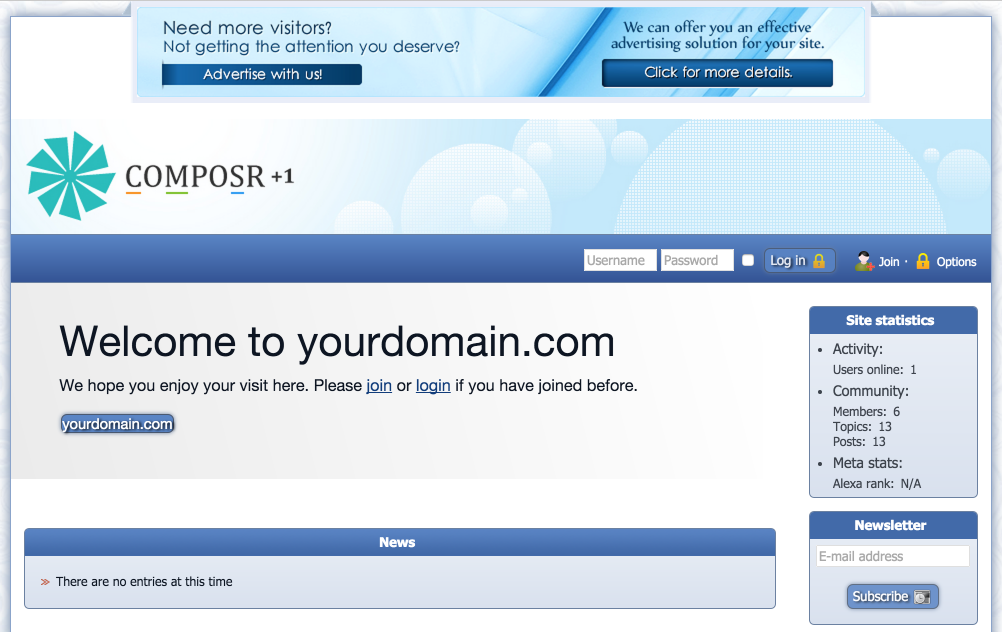 Need more visitors?
Not getting the attention you deserve?
Advertise with us!
We can offer you an effective
advertising solution for your site.
Click for more details.
COMPOSR +1
Username
Password
Log in
Join · Options
Welcome to yourdomain.com
We hope you enjoy your visit here. Please join or login if you have joined before.
yourdomain.com
News
» There are no entries at this time
Site statistics
• Activity:
Users online: 1
• Community:
Members: 6
Topics: 13
Posts: 13
• Meta stats:
Alexa rank: N/A
Newsletter
E-mail address
Subscribe